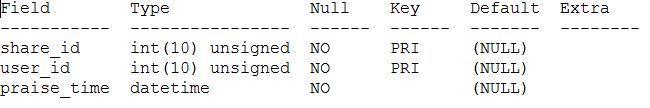 Field Type Null Key Default Extra
----------- ---------------- ------ ------ ------- --------
share_id int(10) unsigned NO PRI (NULL)
user_id int(10) unsigned NO PRI (NULL)
praise_time datetime NO (NULL)